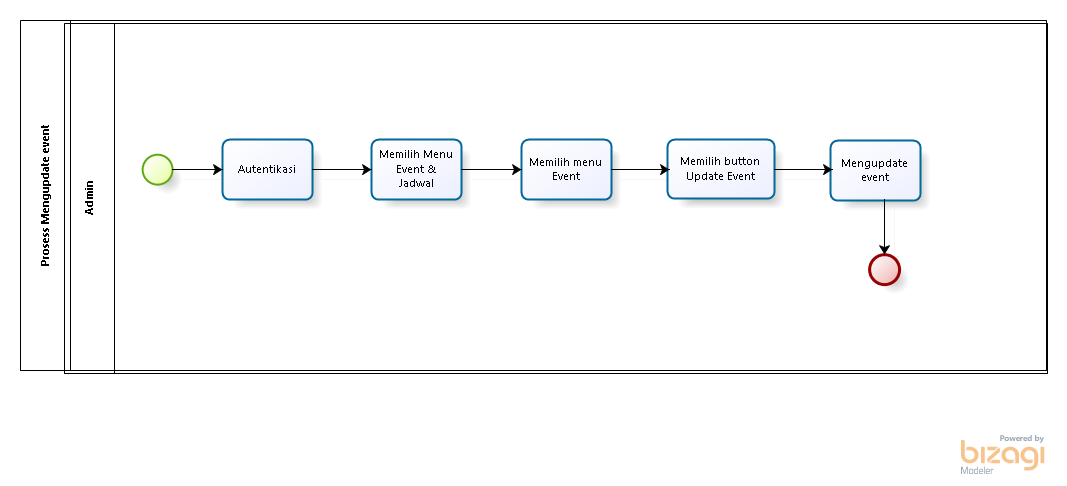 Prosess Mengupdate event
Admin
Autentikasi
Memilih Menu
Event &
Jadwal
Memilih menu
Event
Memilih button
Update Event
Mengupdate
event
Powered by
bizagi
Modeler